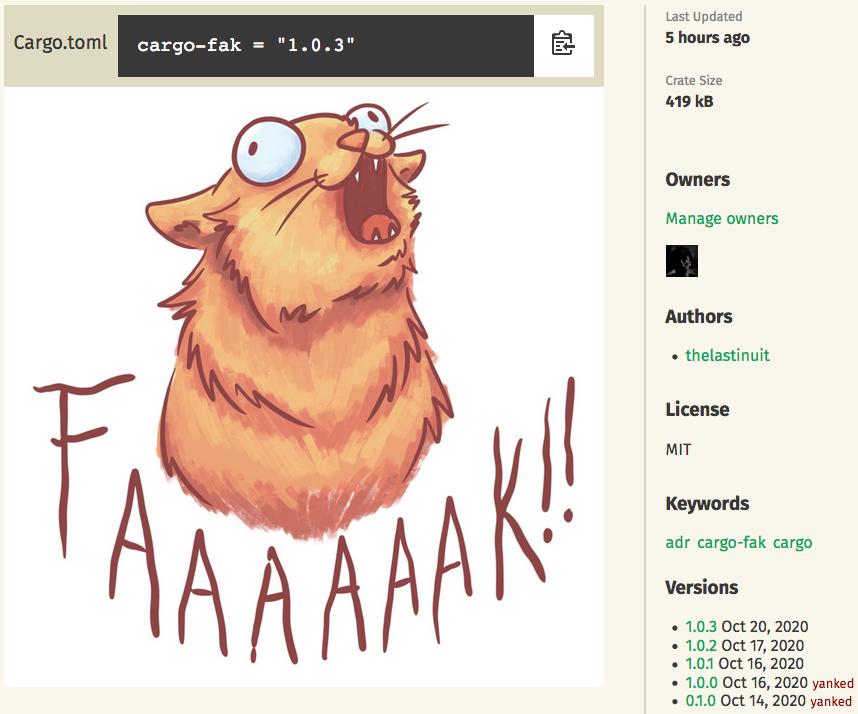 Cargo.toml
cargo-fak = "1.0.3"
FAAAAAAK!!
Last Updated
5 hours ago
Crate Size
419 kB
Owners
Manage owners
Authors
thelastinuit
License
MIT
Keywords
adr cargo-fak cargo
Versions
1.0.3 Oct 20, 2020
1.0.2 Oct 17, 2020
1.0.1 Oct 16, 2020
1.0.0 Oct 16, 2020 yanked
0.1.0 Oct 14, 2020 yanked